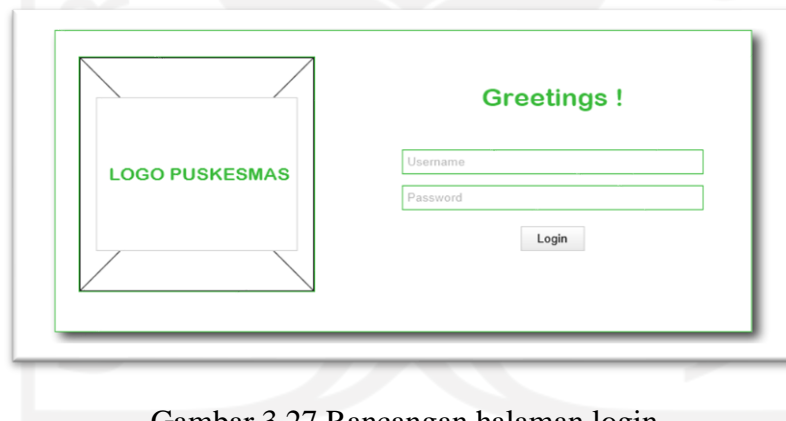 LOGO PUSKESMAS
Greetings !
Username
Password
Login
Gambar 3.27 Rancangan halaman login